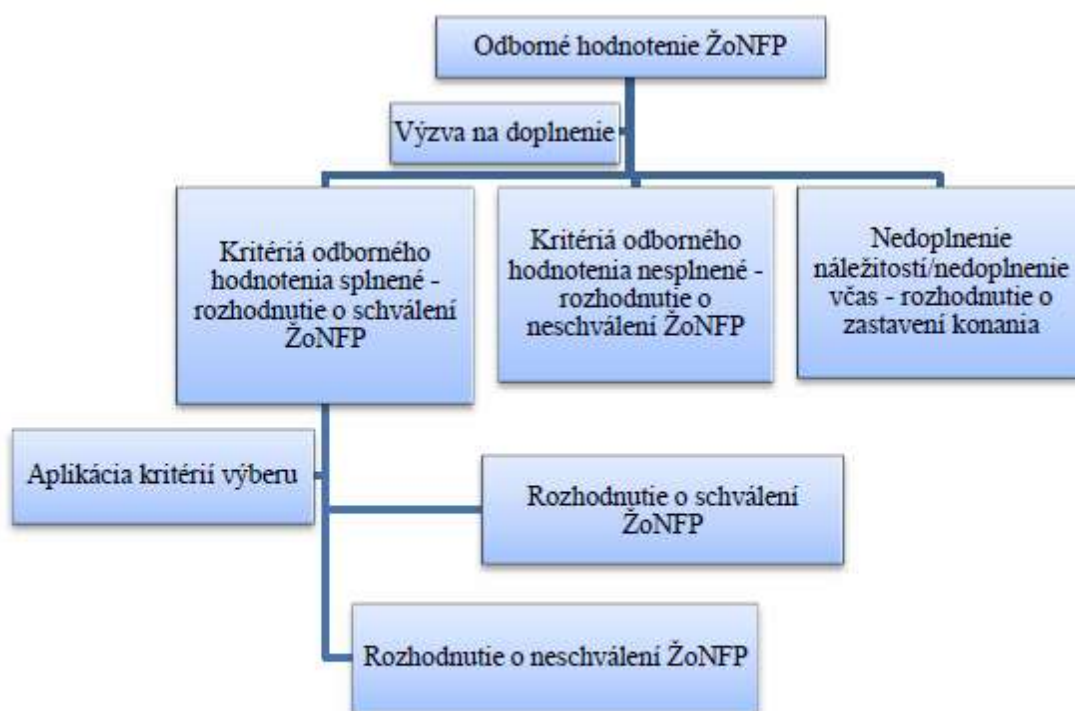 Odborné hodnotenie ŽoNFP
Výzva na doplnenie
Kritériá odborného
hodnotenia splnené -
rozhodnutie o schválení
ŽoNFP
Kritériá odborného
hodnotenia nesplnené -
rozhodnutie o
neschválení ŽoNFP
Nedoplnenie
náležitostí/nedoplnenie
včas - rozhodnutie o
zastavení konania
Aplikácia kritérií výberu
Rozhodnutie o schválení
ŽoNFP
Rozhodnutie o neschválení ŽoNFP